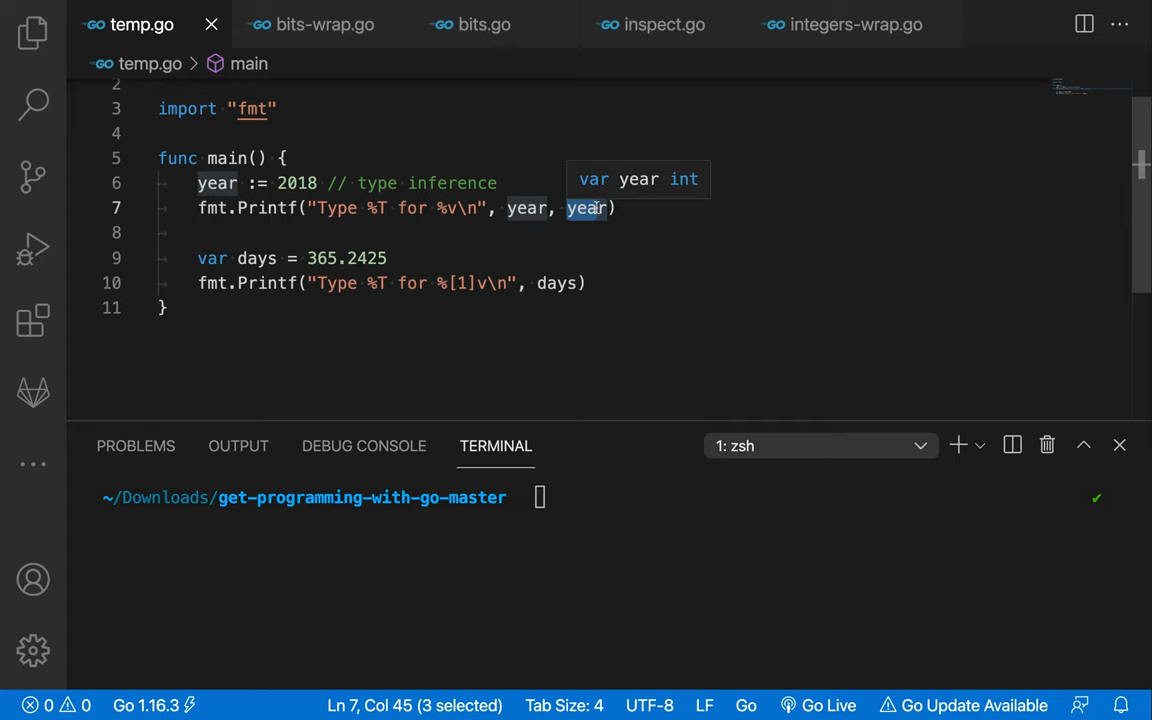 temp.go bits-wrap.go bits.go inspect.go integers-wrap.go
temp.go > main
2
3 import "fmt"
4
5 func main() {
6 year := 2018 // type inference
var year int
7 fmt.Printf("Type %T for %v\n", year, year)
8
9 var days = 365.2425
10 fmt.Printf("Type %T for %[1]v\n", days)
11 }
PROBLEMS OUTPUT DEBUG CONSOLE TERMINAL 1: zsh
~/Downloads/get-programming-with-go-master
0 0 Go 1.16.3 Ln 7, Col 45 (3 selected) Tab Size: 4 UTF-8 LF Go Go Live Go Update Available